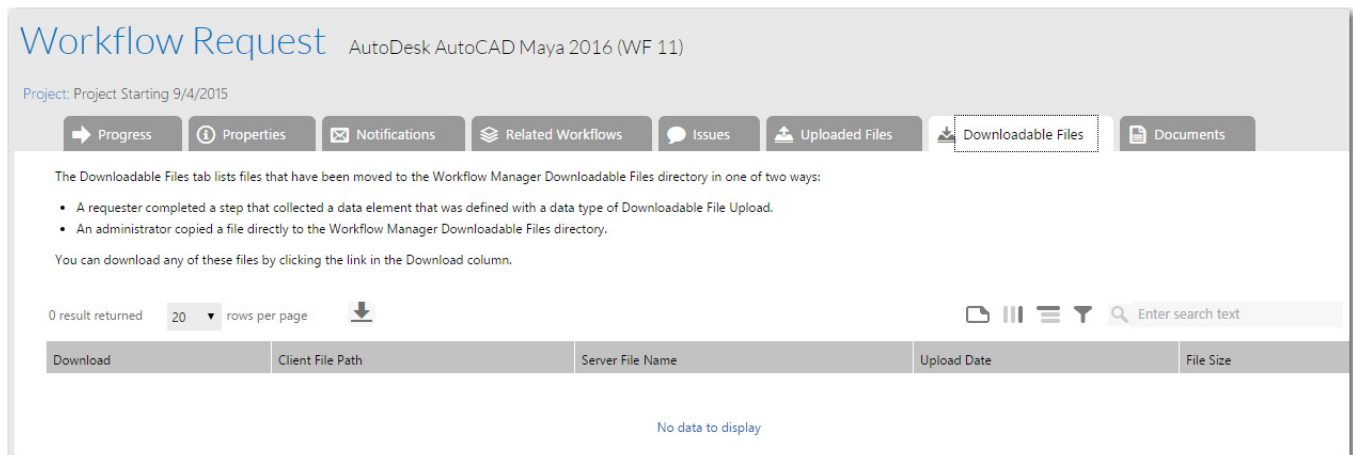 Workflow Request AutoDesk AutoCAD Maya 2016 (WF 11)
Project: Project Starting 9/4/2015
Progress Properties Notifications Related Workflows Issues Uploaded Files Downloadable Files Documents
The Downloadable Files tab lists files that have been moved to the Workflow Manager Downloadable Files directory in one of two ways:
• A requester completed a step that collected a data element that was defined with a data type of Downloadable File Upload.
• An administrator copied a file directly to the Workflow Manager Downloadable Files directory.
You can download any of these files by clicking the link in the Download column.
0 result returned 20 rows per page Enter search text
Download Client File Path Server File Name Upload Date File Size
No data to display